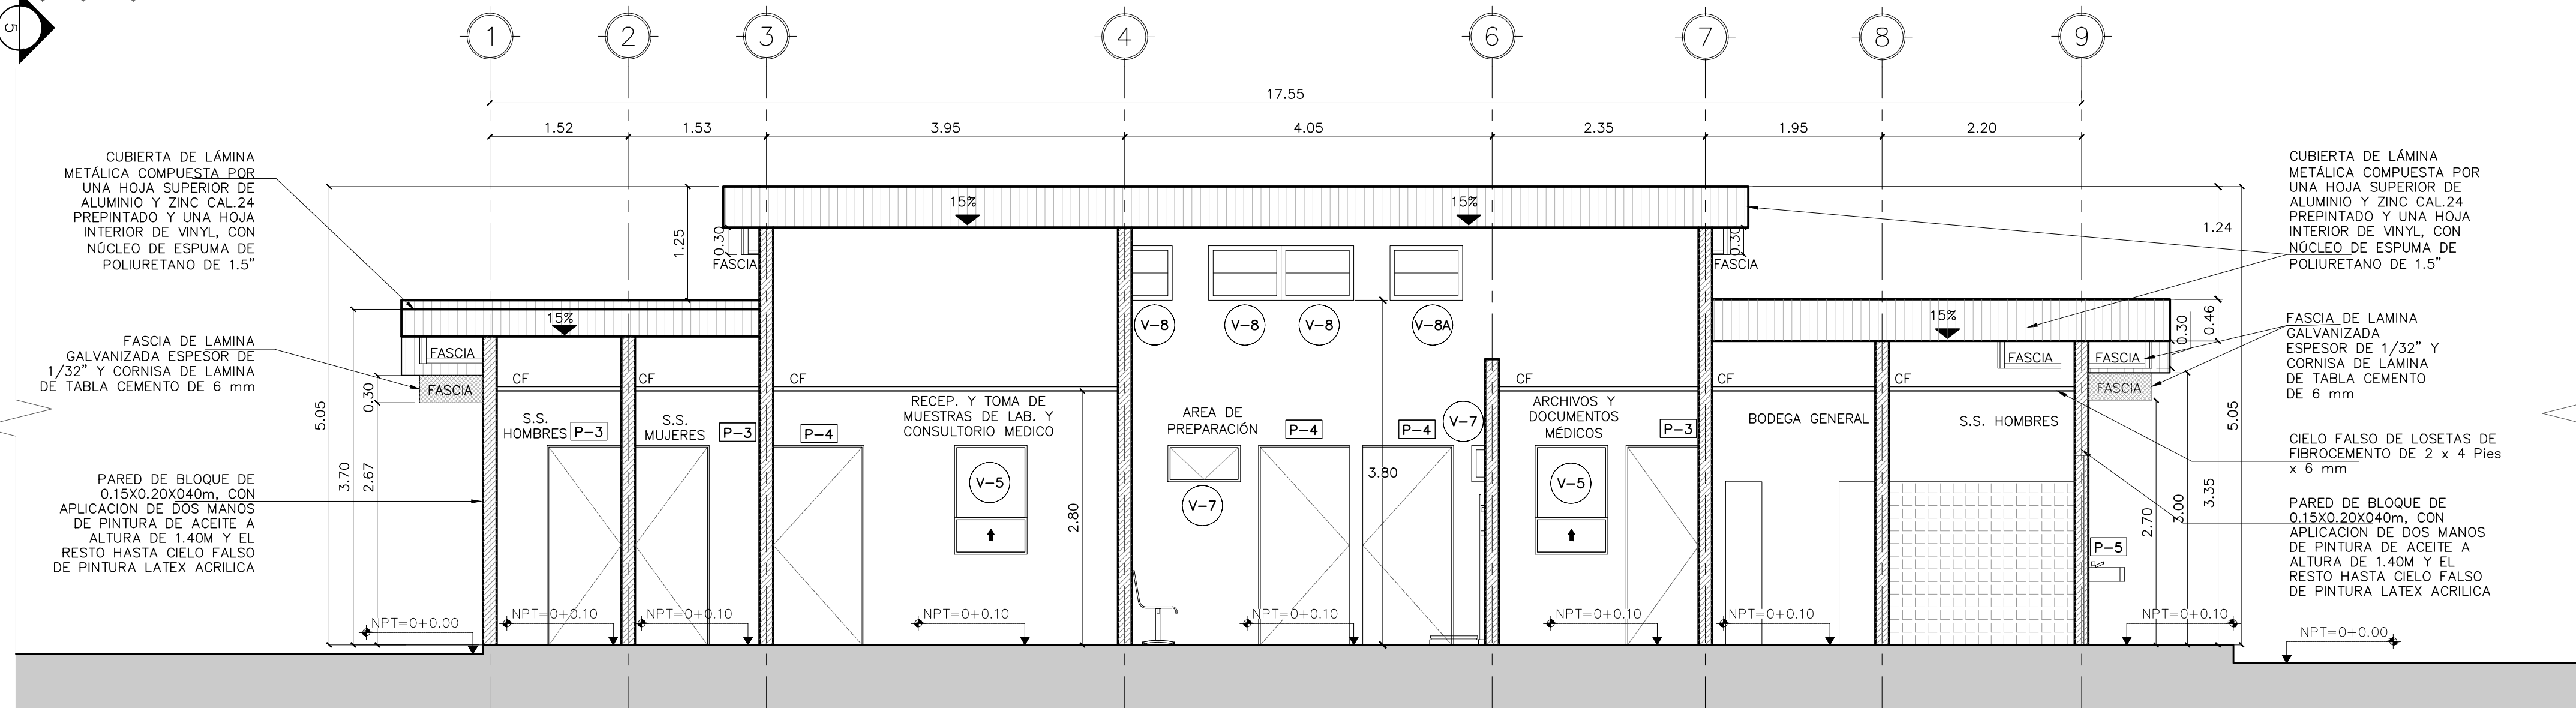 5
1
2
3
4
6
7
8
9
17.55
1.52
1.53
3.95
4.05
2.35
1.95
2.20
CUBIERTA DE LÁMINA
METÁLICA COMPUESTA POR
UNA HOJA SUPERIOR DE
ALUMINIO Y ZINC CAL.24
PREPINTADO Y UNA HOJA
INTERIOR DE VINYL, CON
NÚCLEO DE ESPUMA DE
POLIURETANO DE 1.5”
FASCIA DE LAMINA
GALVANIZADA ESPESOR DE
1/32” Y CORNISA DE LAMINA
DE TABLA CEMENTO DE 6 mm
PARED DE BLOQUE DE
0.15X0.20X040m, CON
APLICACION DE DOS MANOS
DE PINTURA DE ACEITE A
ALTURA DE 1.40M Y EL
RESTO HASTA CIELO FALSO
DE PINTURA LATEX ACRILICA
5.05
3.70
2.67
0.30
1.25
0.30
FASCIA
15%
15%
15%
FASCIA
FASCIA
CF
CF
CF
S.S.
HOMBRES
P-3
S.S.
MUJERES
P-3
P-4
RECEP. Y TOMA DE
MUESTRAS DE LAB. Y
CONSULTORIO MEDICO
V-5
2.80
V-8
V-8
V-8
V-8A
AREA DE
PREPARACIÓN
V-7
P-4
P-4
V-7
3.80
CF
ARCHIVOS Y
DOCUMENTOS
MÉDICOS
V-5
P-3
0.30
FASCIA
15%
CF
CF
BODEGA GENERAL
S.S. HOMBRES
FASCIA
FASCIA
FASCIA
P-5
NPT=0+0.00
NPT=0+0.10
NPT=0+0.10
NPT=0+0.10
NPT=0+0.10
NPT=0+0.10
NPT=0+0.10
NPT=0+0.10
NPT=0+0.00
1.24
0.46
0.30
5.05
3.35
3.00
2.70
CUBIERTA DE LÁMINA
METÁLICA COMPUESTA POR
UNA HOJA SUPERIOR DE
ALUMINIO Y ZINC CAL.24
PREPINTADO Y UNA HOJA
INTERIOR DE VINYL, CON
NÚCLEO DE ESPUMA DE
POLIURETANO DE 1.5”
FASCIA DE LAMINA
GALVANIZADA
ESPESOR DE 1/32” Y
CORNISA DE LAMINA
DE TABLA CEMENTO
DE 6 mm
CIELO FALSO DE LOSETAS DE
FIBROCEMENTO DE 2 x 4 Pies
x 6 mm
PARED DE BLOQUE DE
0.15X0.20X040m, CON
APLICACION DE DOS MANOS
DE PINTURA DE ACEITE A
ALTURA DE 1.40M Y EL
RESTO HASTA CIELO FALSO
DE PINTURA LATEX ACRILICA